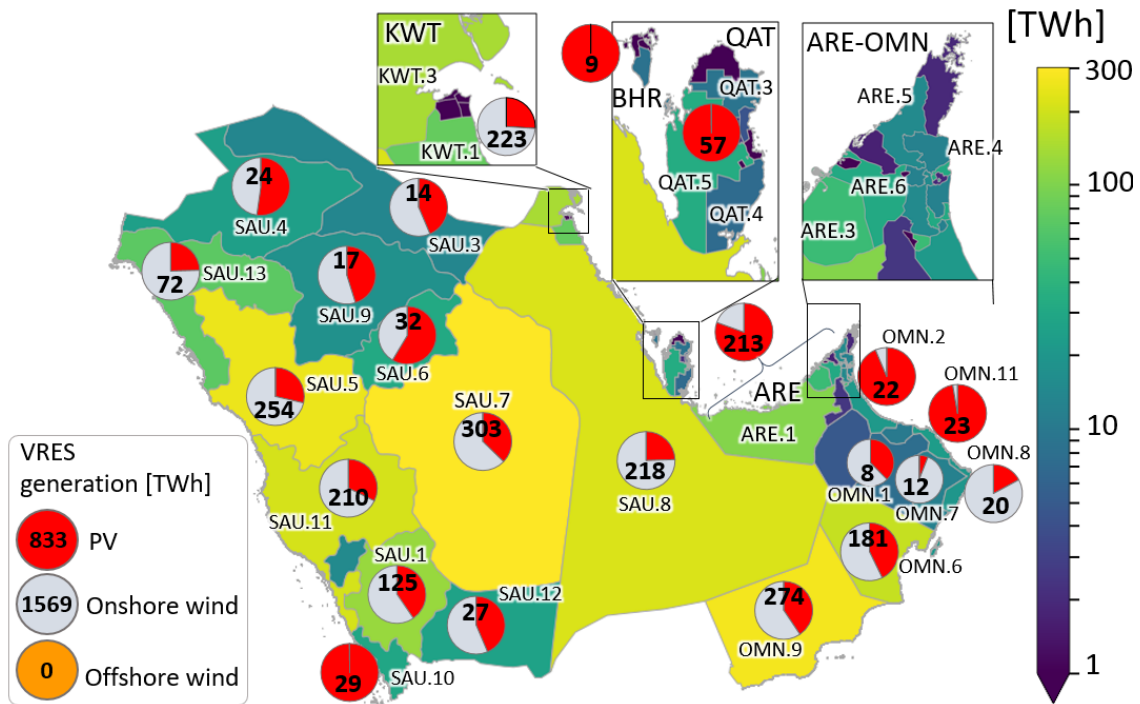 [TWh]
KWT
KWT.3
223
KWT.1
9
QAT
BHR
QAT.3
57
QAT.5
QAT.4
ARE-OMN
ARE.5
ARE.4
ARE.6
ARE.3
300
100
10
1
24
SAU.4
14
SAU.3
72
SAU.13
17
SAU.9
32
SAU.6
213
ARE
ARE.1
OMN.2
22
OMN.11
23
OMN.8
20
254
SAU.5
SAU.7
303
218
SAU.8
8
OMN.1
12
OMN.7
210
SAU.11
181
OMN.6
SAU.1
125
SAU.12
27
274
OMN.9
29
SAU.10
VRES
generation [TWh]
833 PV
1569 Onshore wind
0 Offshore wind